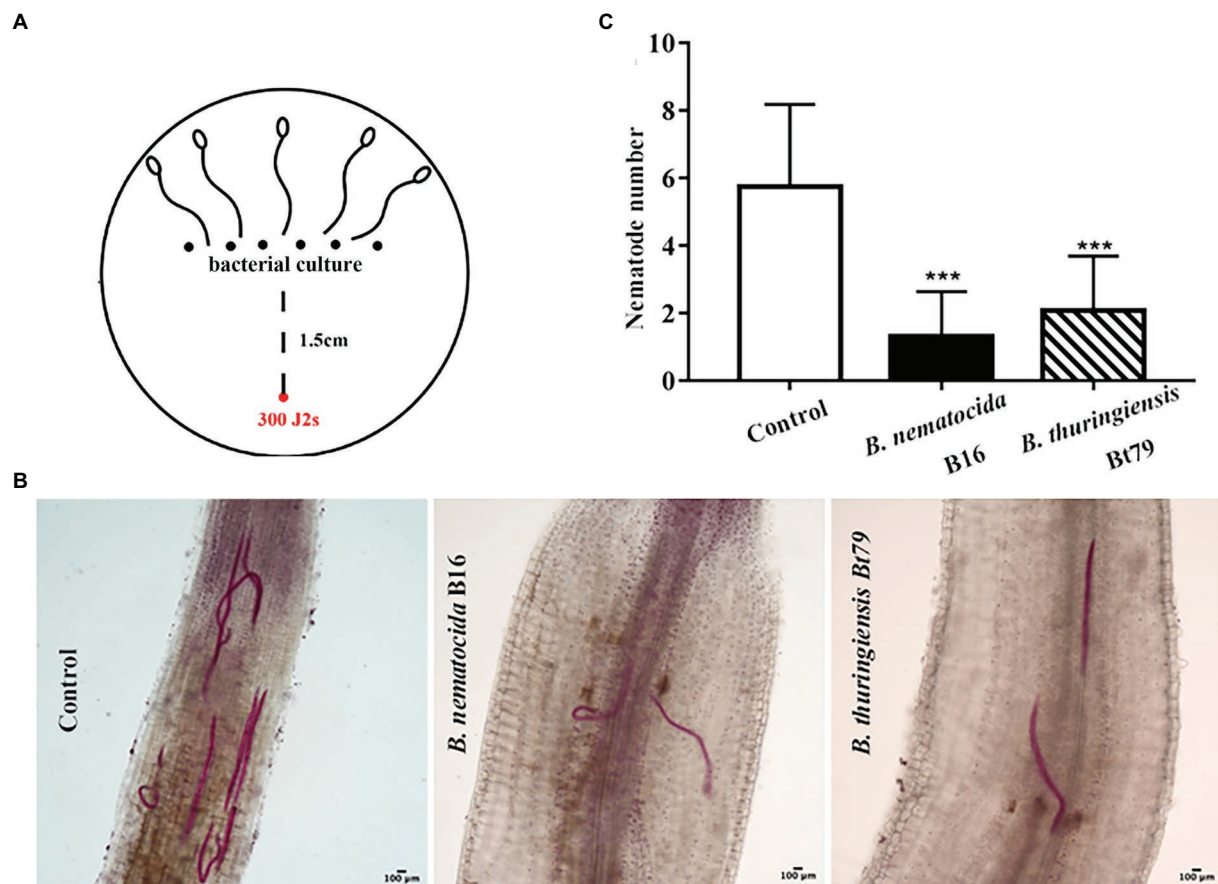 A
bacterial culture
1.5cm
300 J2s
C
Nematode number
10
8
6
4
2
0
***
***
Control
B. nematocida
B16
B. thuringiensis
Bt79
B
Control
100 µm
B. nematocida B16
100 µm
B. thuringiensis Bt79
100 µm